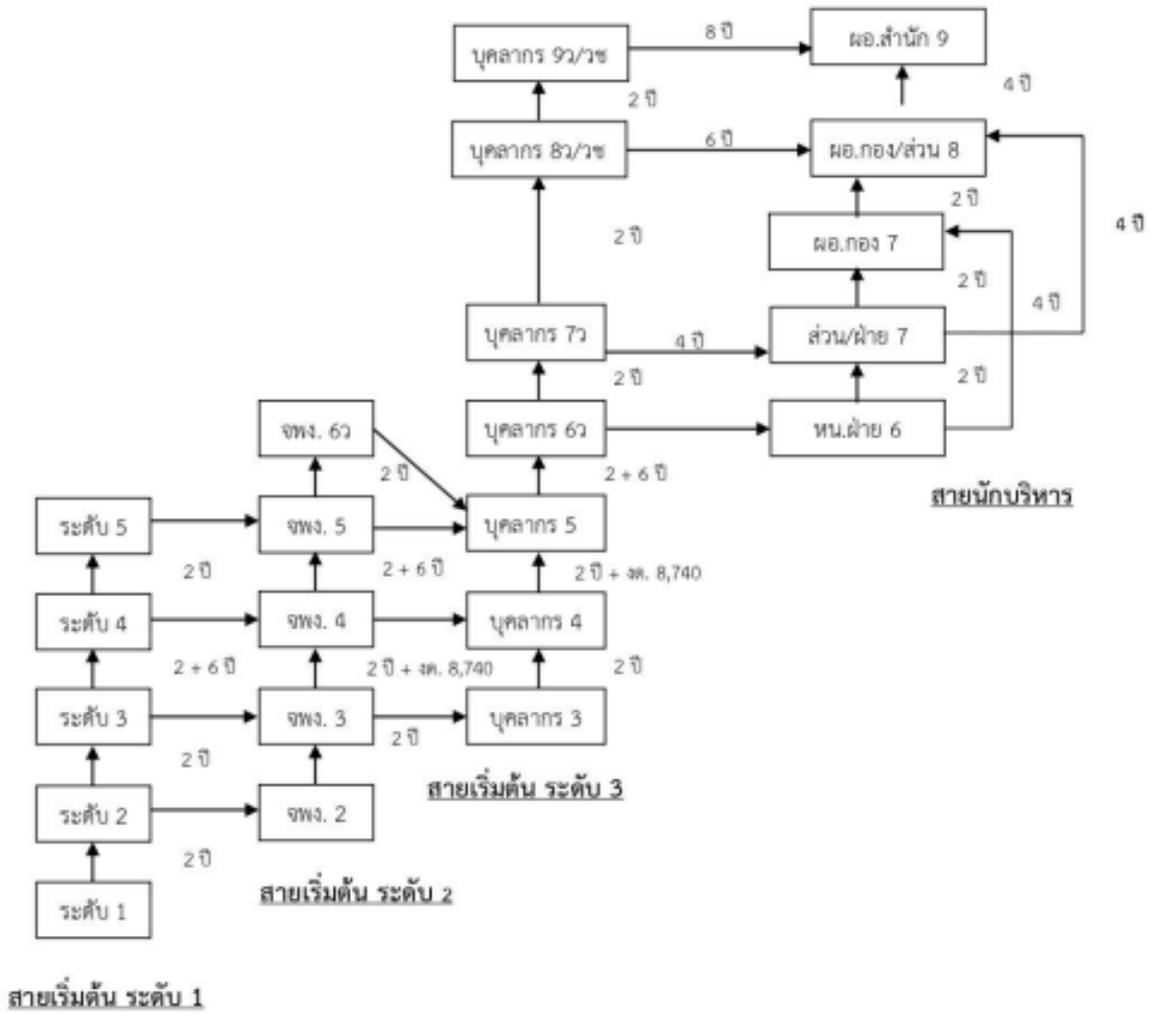 8 ปี
ผอ.สำนัก 9
บุคลากร 9ว/วช
4 ปี
2 ปี
บุคลากร 8ว/วช
6 ปี
ผอ.กอง/ส่วน 8
2 ปี
4 ปี
2 ปี
ผอ.กอง 7
2 ปี
4 ปี
บุคลากร 7ว
4 ปี
ส่วน/ฝ่าย 7
2 ปี
2 ปี
จพง. 6ว
บุคลากร 6ว
หน.ฝ่าย 6
2 ปี
2 + 6 ปี
สายนักบริหาร
ระดับ 5
จพง. 5
บุคลากร 5
2 ปี
2 + 6 ปี
2 ปี + งด. 8,740
ระดับ 4
จพง. 4
บุคลากร 4
2 + 6 ปี
2 ปี + งด. 8,740
2 ปี
ระดับ 3
จพง. 3
บุคลากร 3
2 ปี
2 ปี
สายเริ่มต้น ระดับ 3
ระดับ 2
จพง. 2
2 ปี
สายเริ่มต้น ระดับ 2
ระดับ 1
สายเริ่มต้น ระดับ 1